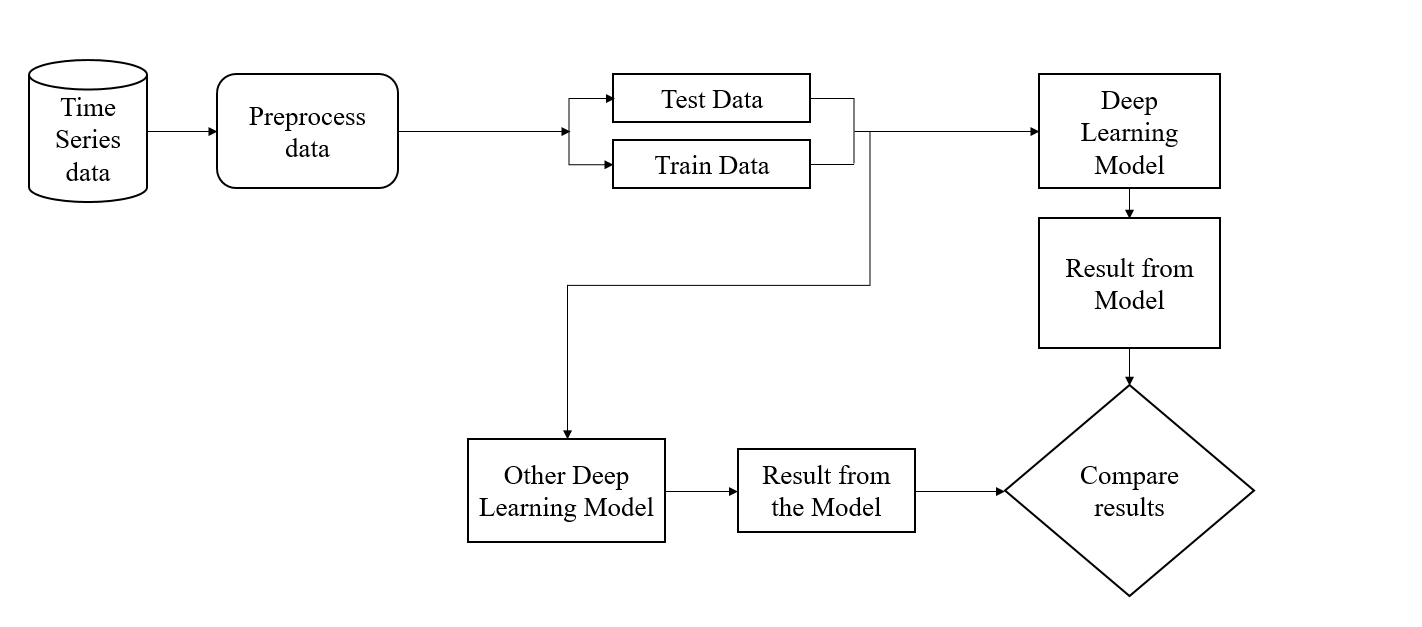 Time
Series
data
Preprocess
data
Test Data
Train Data
Deep
Learning
Model
Result from
Model
Other Deep
Learning Model
Result from
the Model
Compare
results